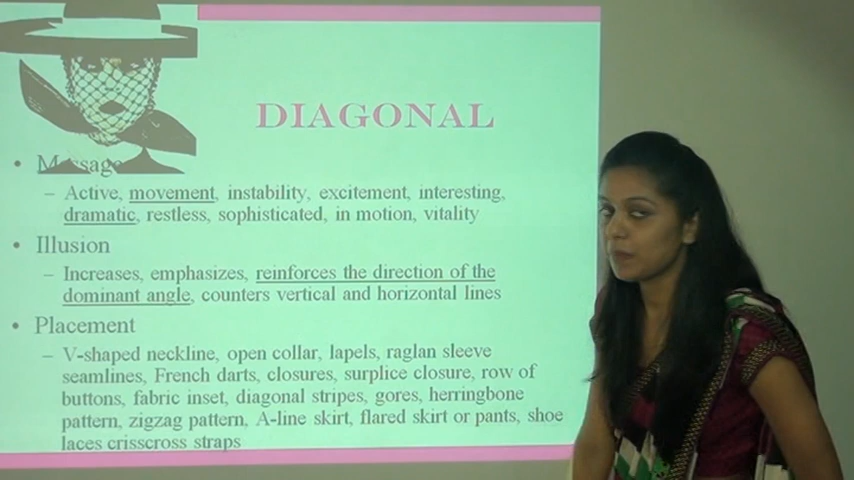 DIAGONAL
• Message
– Active, movement, instability, excitement, interesting,
dramatic, restless, sophisticated, in motion, vitality
• Illusion
– Increases, emphasizes, reinforces the direction of the
dominant angle, counters vertical and horizontal lines
• Placement
– V-shaped neckline, open collar, lapels, raglan sleeve
seamlines, French darts, closures, surplice closure, row of
buttons, fabric inset, diagonal stripes, gores, herringbone
pattern, zigzag pattern, A-line skirt, flared skirt or pants, shoe
laces crisscross straps